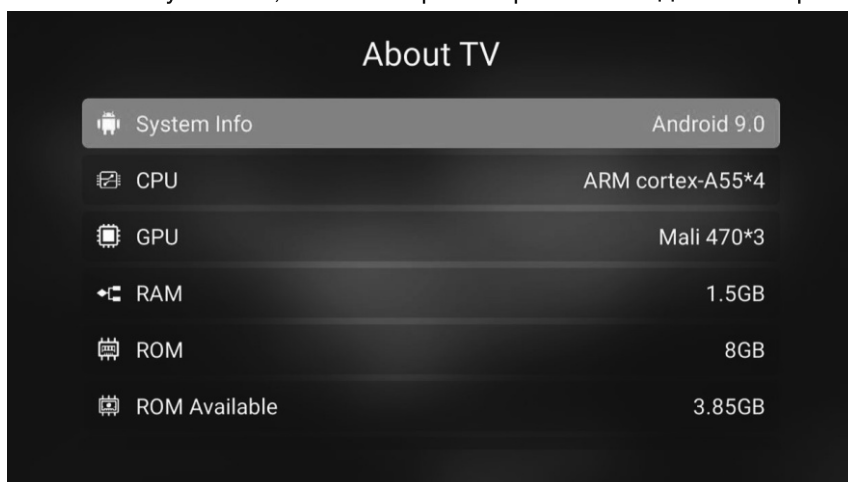 About TV
System Info Android 9.0
CPU ARM cortex-A55*4
GPU Mali 470*3
RAM 1.5GB
ROM 8GB
ROM Available 3.85GB